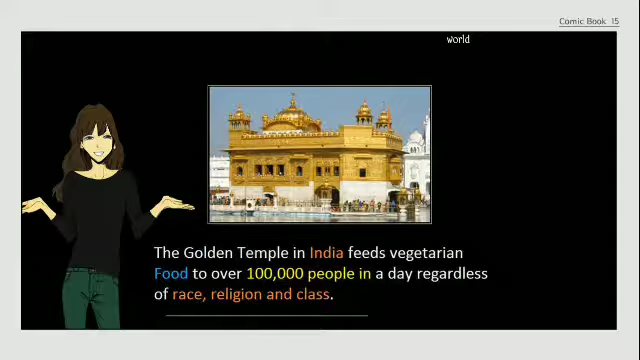 Comic Book 15
world
The Golden Temple in India feeds vegetarian
Food to over 100,000 people in a day regardless
of race, religion and class.